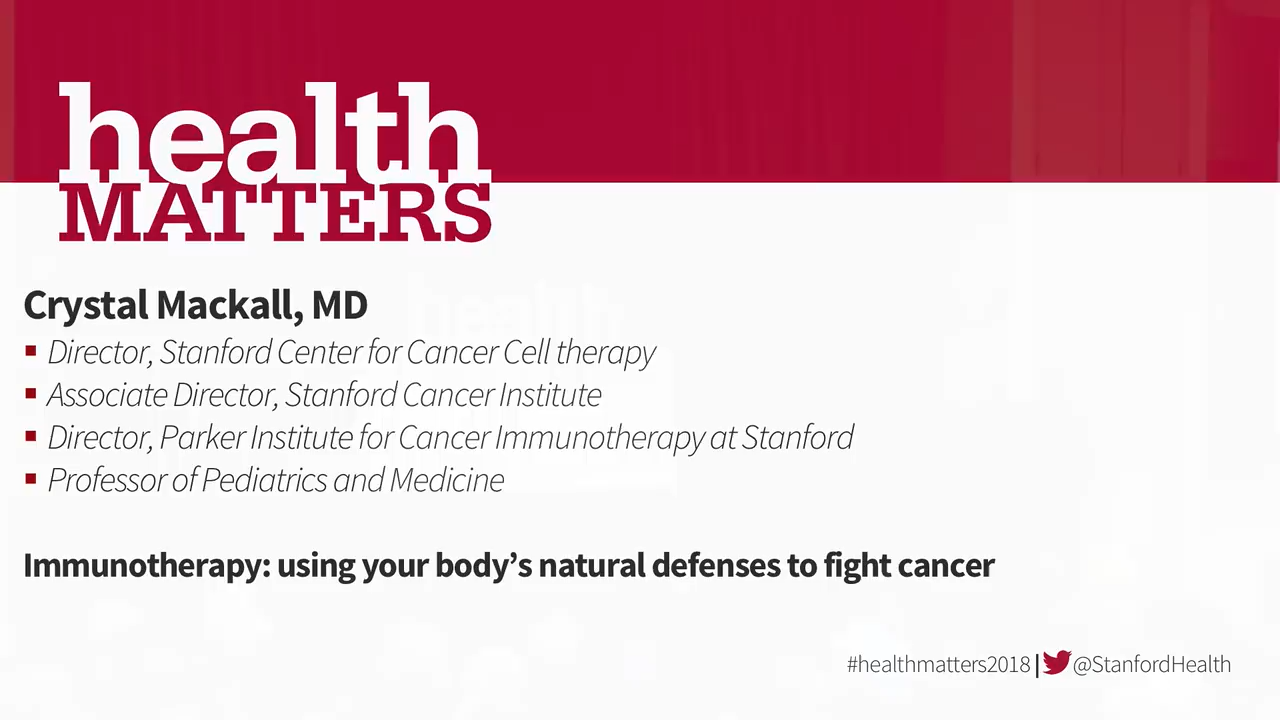 health
MATTERS
Crystal Mackall, MD
▪ Director, Stanford Center for Cancer Cell therapy
▪ Associate Director, Stanford Cancer Institute
▪ Director, Parker Institute for Cancer Immunotherapy at Stanford
▪ Professor of Pediatrics and Medicine
Immunotherapy: using your body’s natural defenses to fight cancer
#healthmatters2018 | @StanfordHealth